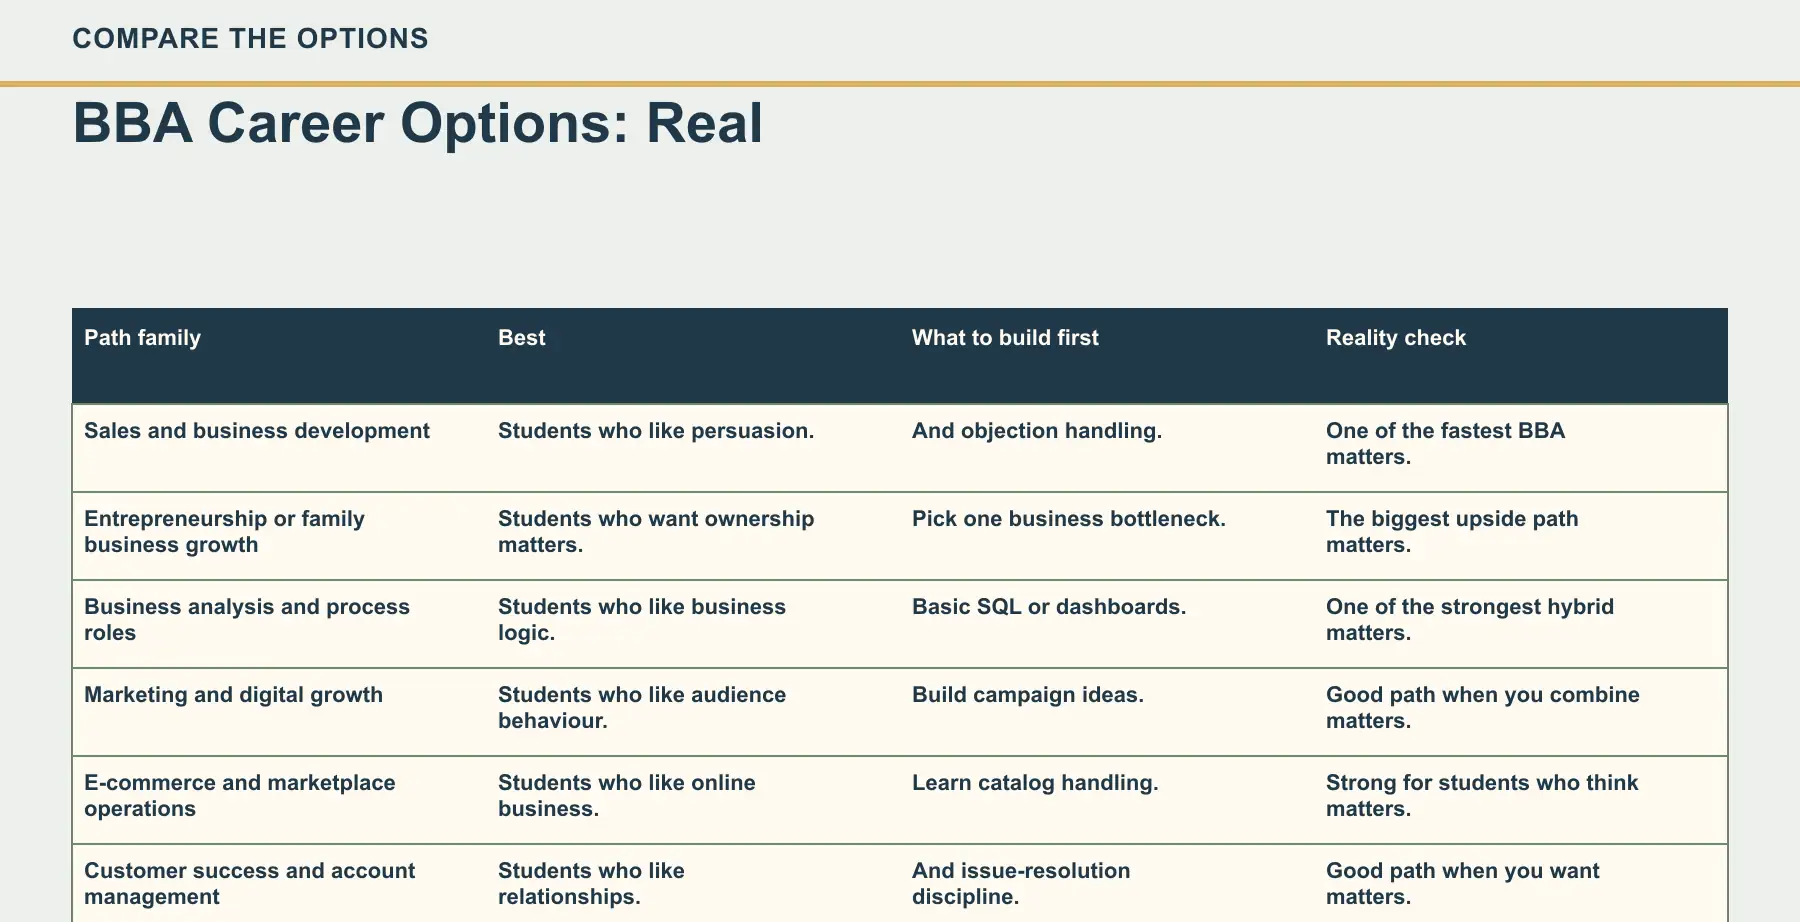 COMPARE THE OPTIONS
BBA Career Options: Real
Path family
Best
What to build first
Reality check
Sales and business development
Students who like persuasion.
And objection handling.
One of the fastest BBA
matters.
Entrepreneurship or family
business growth
Students who want ownership
matters.
Pick one business bottleneck.
The biggest upside path
matters.
Business analysis and process
roles
Students who like business
logic.
Basic SQL or dashboards.
One of the strongest hybrid
matters.
Marketing and digital growth
Students who like audience
behaviour.
Build campaign ideas.
Good path when you combine
matters.
E-commerce and marketplace
operations
Students who like online
business.
Learn catalog handling.
Strong for students who think
matters.
Customer success and account
management
Students who like
relationships.
And issue-resolution
discipline.
Good path when you want
matters.